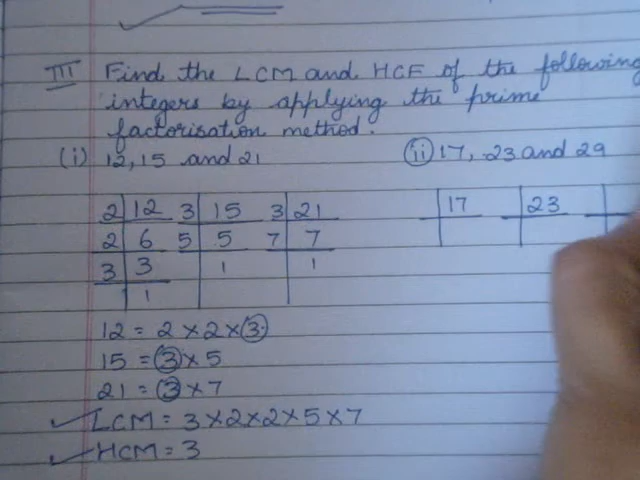 III Find the LCM and HCF of the following
integers by applying the prime
factorisation method.
(i) 12, 15 and 21 (ii) 17, 23 and 29
2 12 3 15 3 21 17 23
2 6 5 5 7 7
3 3 1 1
1
12 = 2 × 2 × 3
15 = 3 × 5
21 = 3 × 7
LCM = 3 × 2 × 2 × 5 × 7
HCM = 3